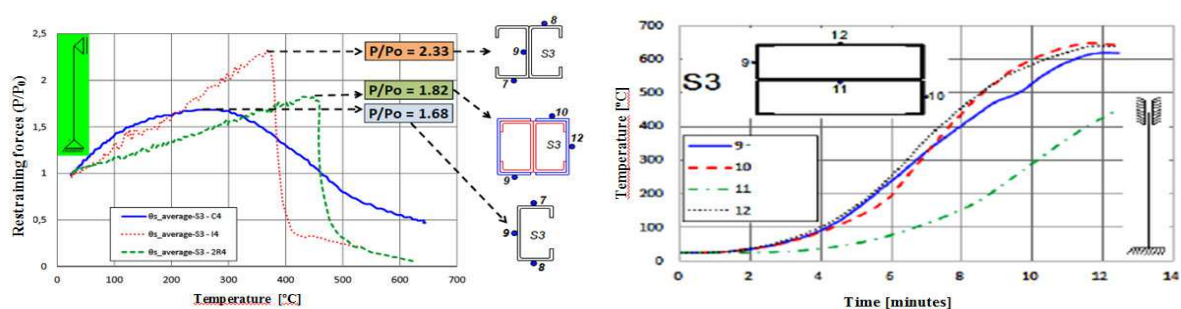 2,5
2
1,5
1
0,5
0
Restraining forces (P/P0)
0 100 200 300 400 500 600 700
Temperature [°C]
θs_average-S3 - C4
θs_average-S3 - I4
θs_average-S3 - 2R4
P/Po = 2.33
P/Po = 1.82
P/Po = 1.68
8
9
S3
7
10
S3
12
9
7
9
S3
8
700
600
500
400
300
200
100
0
Temperature [°C]
0 2 4 6 8 10 12 14
Time [minutes]
S3
12
9
11
10
9 -
10
11
12